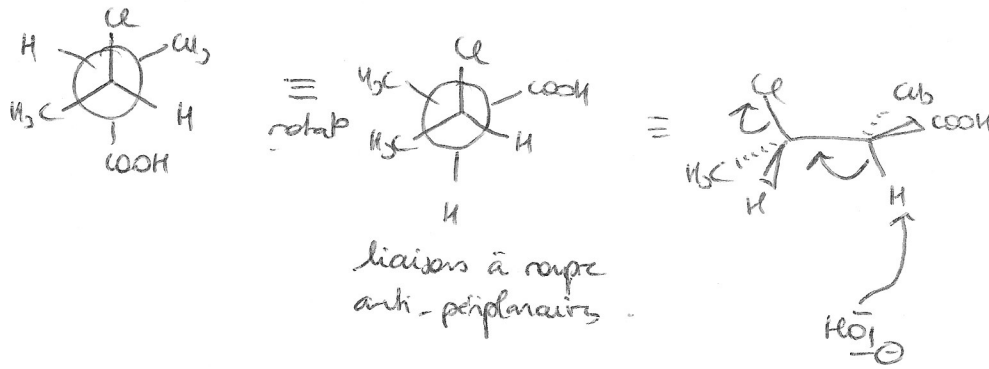 Cl
H
CH3
H3C
H
COOH
≡
rotat°
Cl
H3C
COOH
H3C
H
H
≡
Cl
CH3
COOH
H3C
H
H
HO ⊖
liaisons à rompre
anti-périplanaires.